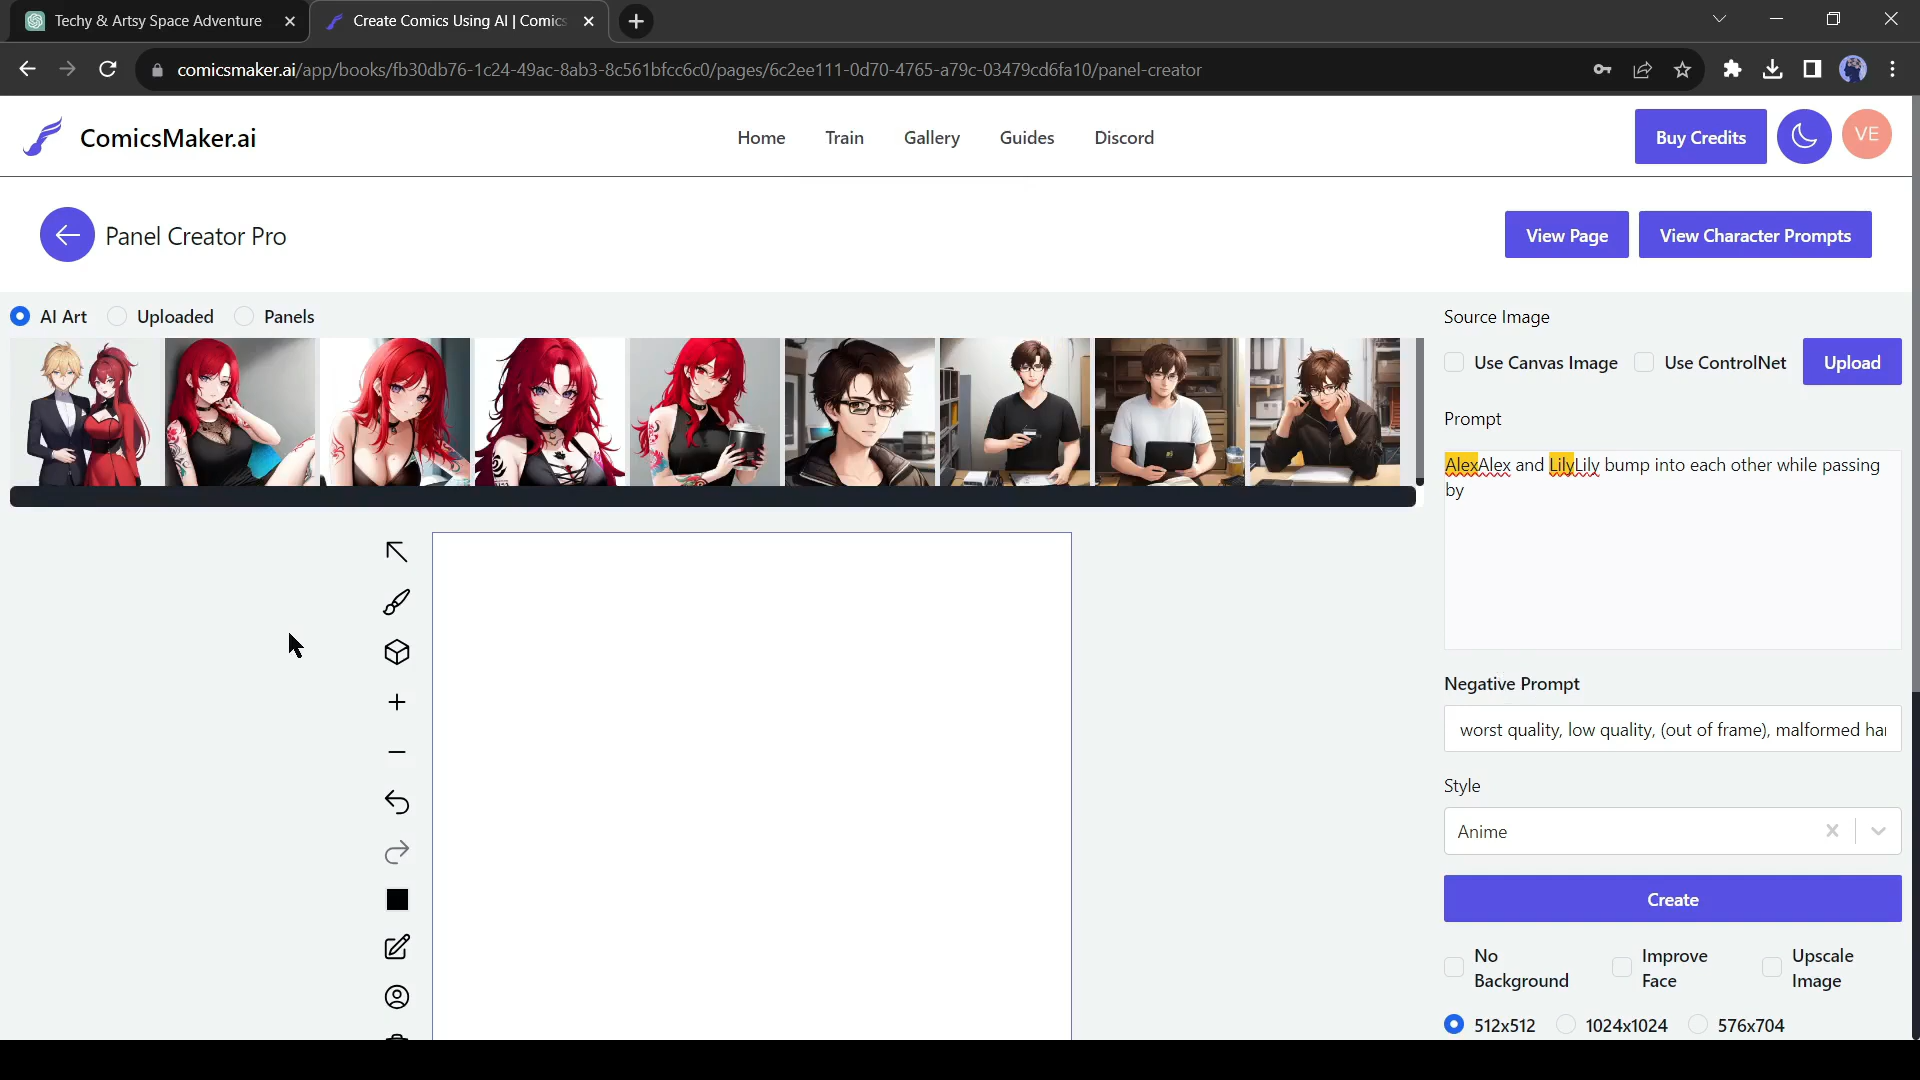 Techy & Artsy Space Adventure
Create Comics Using AI | Comics
comicsmaker.ai/app/books/fb30db76-1c24-49ac-8ab3-8c561bfcc6c0/pages/6c2ee111-0d70-4765-a79c-03479cd6fa10/panel-creator
ComicsMaker.ai
Home
Train
Gallery
Guides
Discord
Buy Credits
VE
Panel Creator Pro
View Page
View Character Prompts
AI Art
Uploaded
Panels
Source Image
Use Canvas Image
Use ControlNet
Upload
Prompt
AlexAlex and LilyLily bump into each other while passing
by
Negative Prompt
worst quality, low quality, (out of frame), malformed ha
Style
Anime
Create
No
Background
Improve
Face
Upscale
Image
512x512
1024x1024
576x704